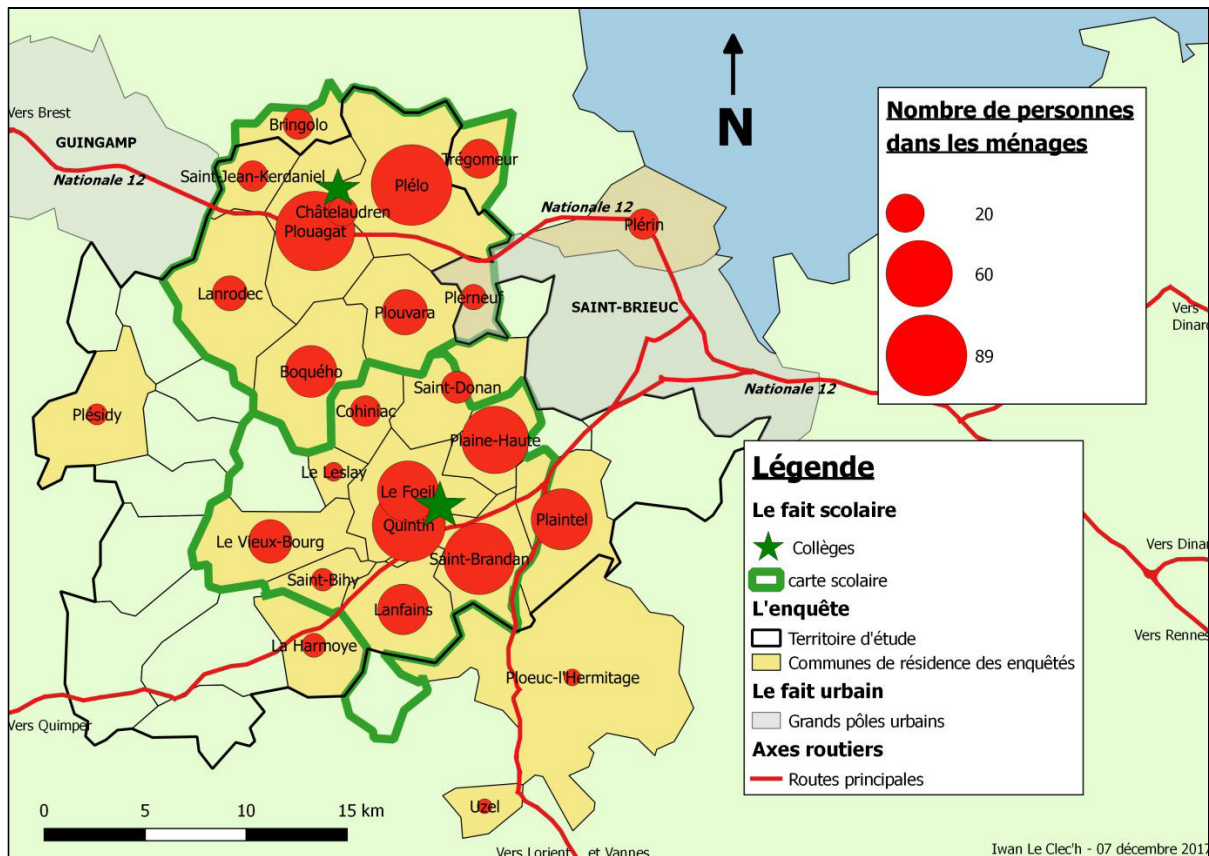 Vers Brest
GUINGAMP
Nationale 12
Bringolo
Saint-Jean-Kerdaniel
Trégomeur
Plélo
Châtelaudren
Plouagat
Nationale 12
Plérin
N
Lanrodec
Plouvara
Plerneuf
SAINT-BRIEUC
Nationale 12
Boquého
Saint-Donan
Cohiniac
Plésidy
Plaine-Haute
Le Leslay
Le Foeil
Quintin
Plaintel
Le Vieux-Bourg
Saint-Brandan
Saint-Bihy
Lanfains
La Harmoye
Ploeuc-l'Hermitage
Vers Quimper
Uzel
Vers Lorient et Vannes
Vers
Dinard
Vers Dinan
Vers Rennes
Nombre de personnes
dans les ménages
20
60
89
Légende
Le fait scolaire
Collèges
carte scolaire
L'enquête
Territoire d'étude
Communes de résidence des enquêtés
Le fait urbain
Grands pôles urbains
Axes routiers
Routes principales
0 5 10 15 km
Iwan Le Clec'h - 07 décembre 2017